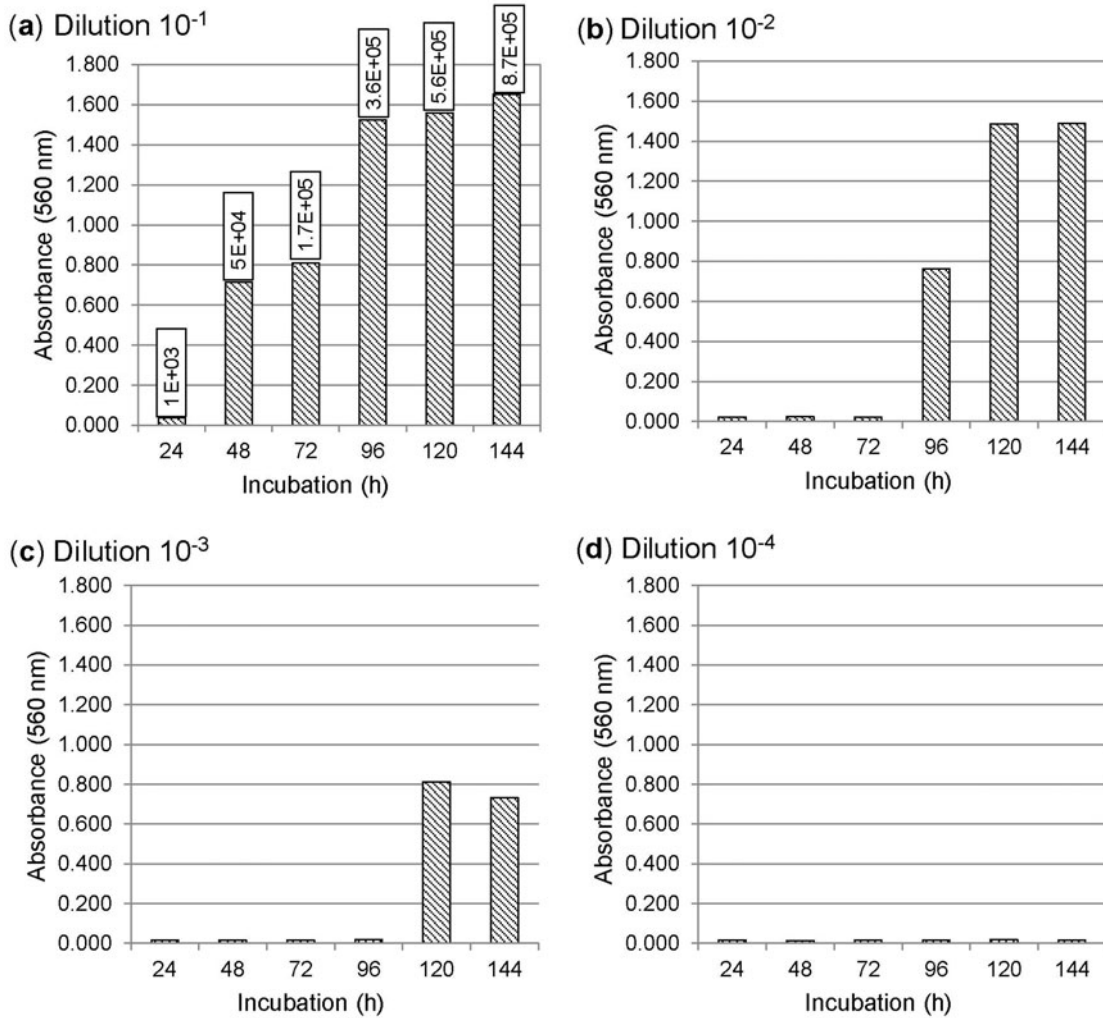 (a) Dilution 10-1
1.800
1.600
1.400
1.200
1.000
0.800
0.600
0.400
0.200
0.000
Absorbance (560 nm)
1 E+03
5 E+04
1.7E+05
3.6E+05
5.6E+05
8.7E+05
24 48 72 96 120 144
Incubation (h)
(b) Dilution 10-2
1.800
1.600
1.400
1.200
1.000
0.800
0.600
0.400
0.200
0.000
Absorbance (560 nm)
24 48 72 96 120 144
Incubation (h)
(c) Dilution 10-3
1.800
1.600
1.400
1.200
1.000
0.800
0.600
0.400
0.200
0.000
Absorbance (560 nm)
24 48 72 96 120 144
Incubation (h)
(d) Dilution 10-4
1.800
1.600
1.400
1.200
1.000
0.800
0.600
0.400
0.200
0.000
Absorbance (560 nm)
24 48 72 96 120 144
Incubation (h)